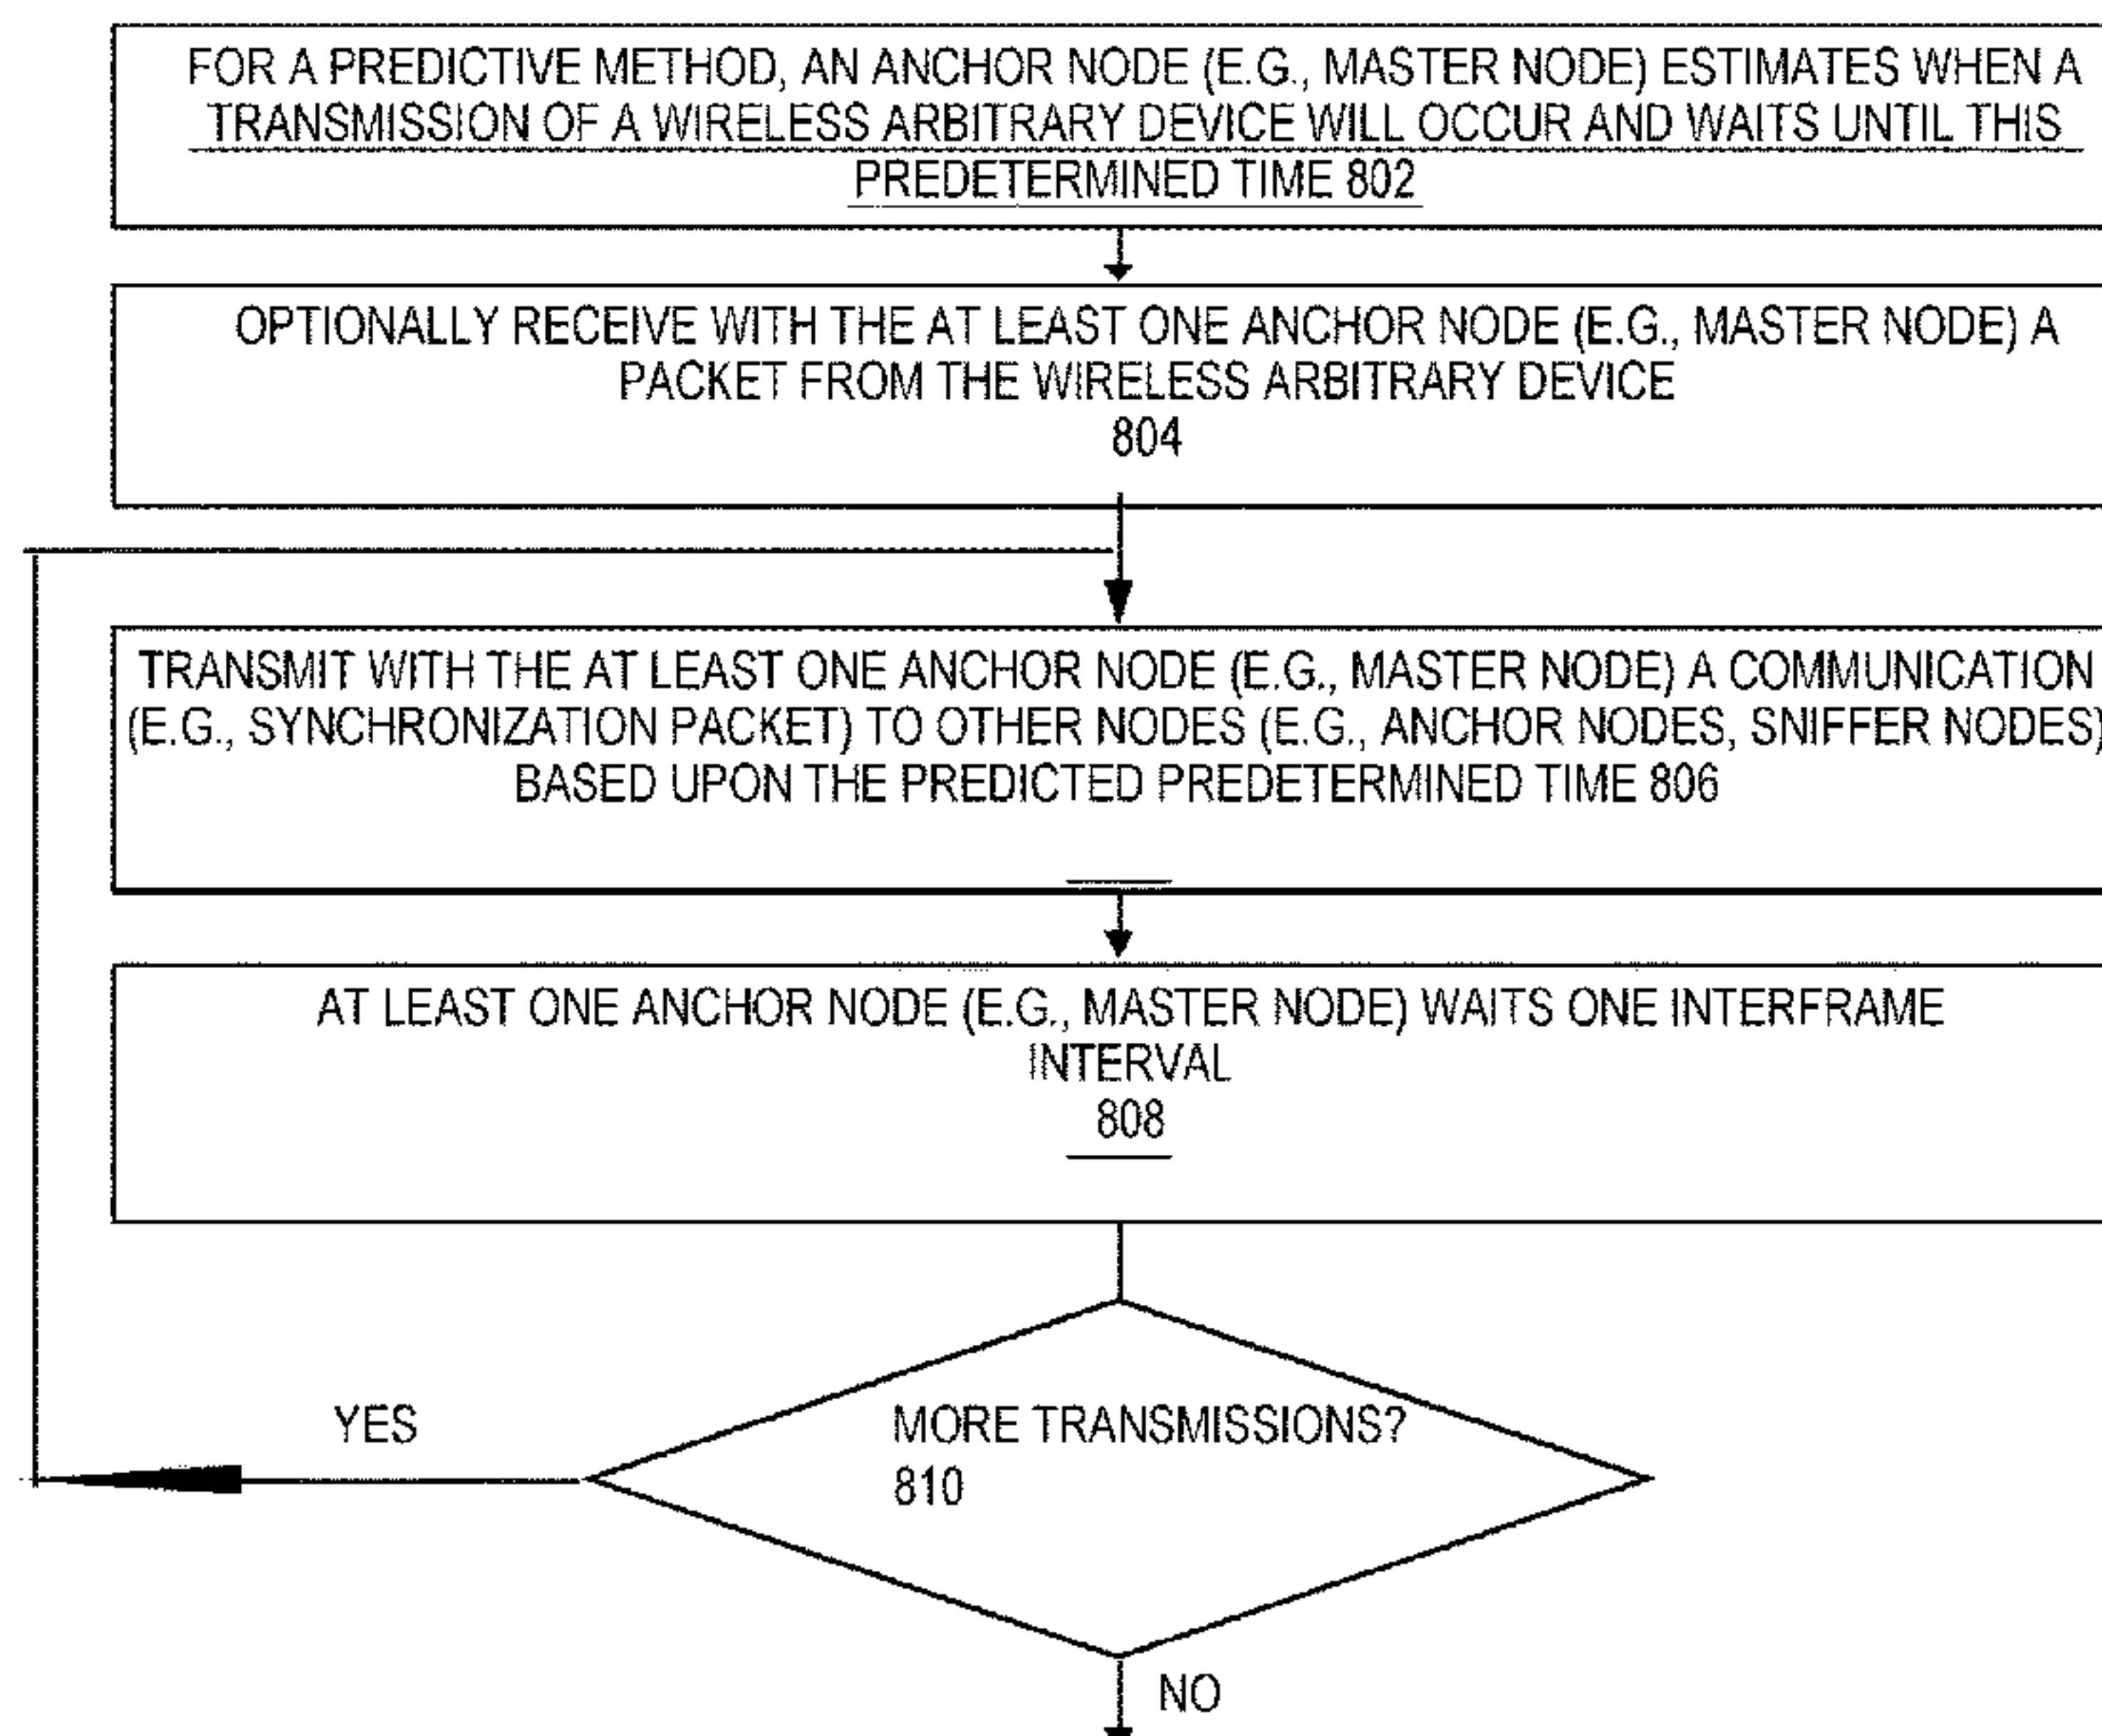 FOR A PREDICTIVE METHOD, AN ANCHOR NODE (E.G., MASTER NODE) ESTIMATES WHEN A
TRANSMISSION OF A WIRELESS ARBITRARY DEVICE WILL OCCUR AND WAITS UNTIL THIS
PREDETERMINED TIME 802
OPTIONALLY RECEIVE WITH THE AT LEAST ONE ANCHOR NODE (E.G., MASTER NODE) A
PACKET FROM THE WIRELESS ARBITRARY DEVICE
804
TRANSMIT WITH THE AT LEAST ONE ANCHOR NODE (E.G., MASTER NODE) A COMMUNICATION
(E.G., SYNCHRONIZATION PACKET) TO OTHER NODES (E.G., ANCHOR NODES, SNIFFER NODES)
BASED UPON THE PREDICTED PREDETERMINED TIME 806
AT LEAST ONE ANCHOR NODE (E.G., MASTER NODE) WAITS ONE INTERFRAME
INTERVAL
808
YES
MORE TRANSMISSIONS?
810
NO